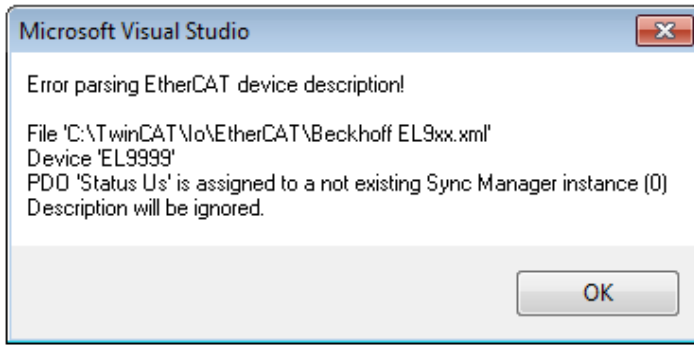 Microsoft Visual Studio
Error parsing EtherCAT device description!
File 'C:\TwinCAT\Io\EtherCAT\Beckhoff EL9xx.xml'
Device 'EL9999'
PDO 'Status Us' is assigned to a not existing Sync Manager instance (0)
Description will be ignored.
OK